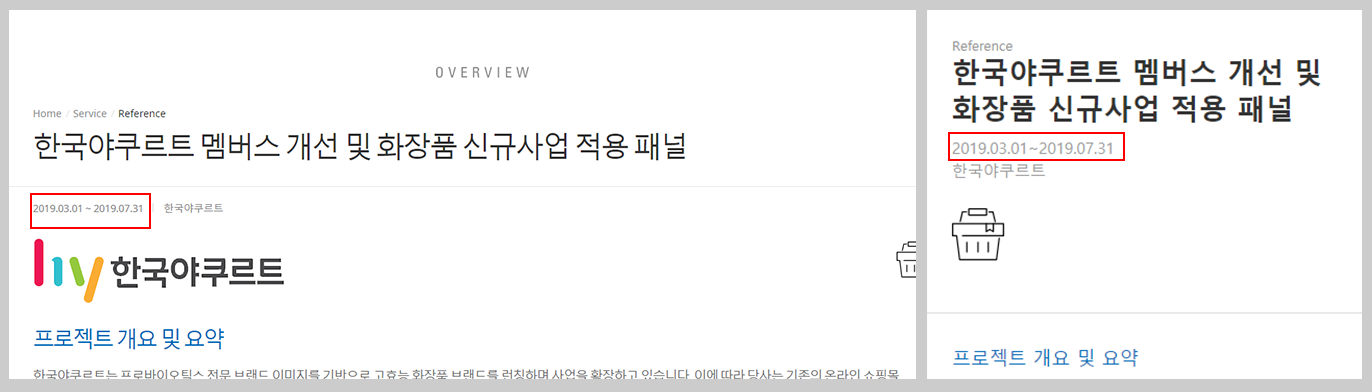 OVERVIEW
Home / Service / Reference
한국야쿠르트 멤버스 개선 및 화장품 신규사업 적용 패널
2019.03.01 ~ 2019.07.31
한국야쿠르트
hy 한국야쿠르트
프로젝트 개요 및 요약
한국야쿠르트는 프로바이오틱스 전문 브랜드 이미지를 기반으로 고효능 화장품 브랜드를 런칭하며 사업을 확장하고 있습니다. 이에 따라 당사는 기존의 온라인 쇼핑몰
Reference
한국야쿠르트 멤버스 개선 및
화장품 신규사업 적용 패널
2019.03.01~2019.07.31
한국야쿠르트
프로젝트 개요 및 요약